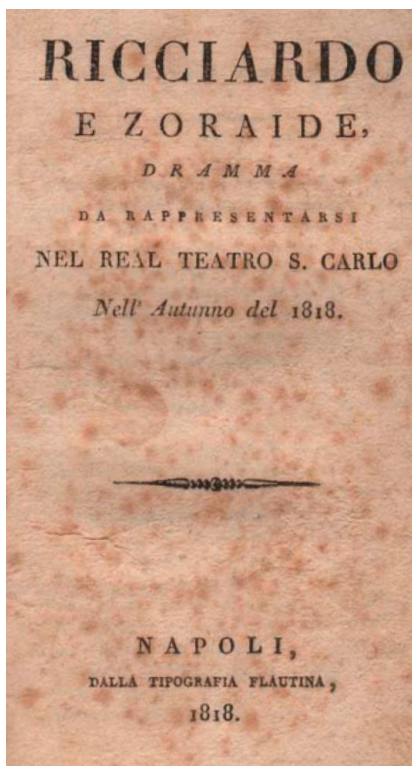 RICCIARDO
E ZORAIDE,
DRAMMA
DA RAPPRESENTARSI
NEL REAL TEATRO S. CARLO
Nell' Autunno del 1818.
NAPOLI,
DALLA TIPOGRAFIA FLAUTINA,
1818.